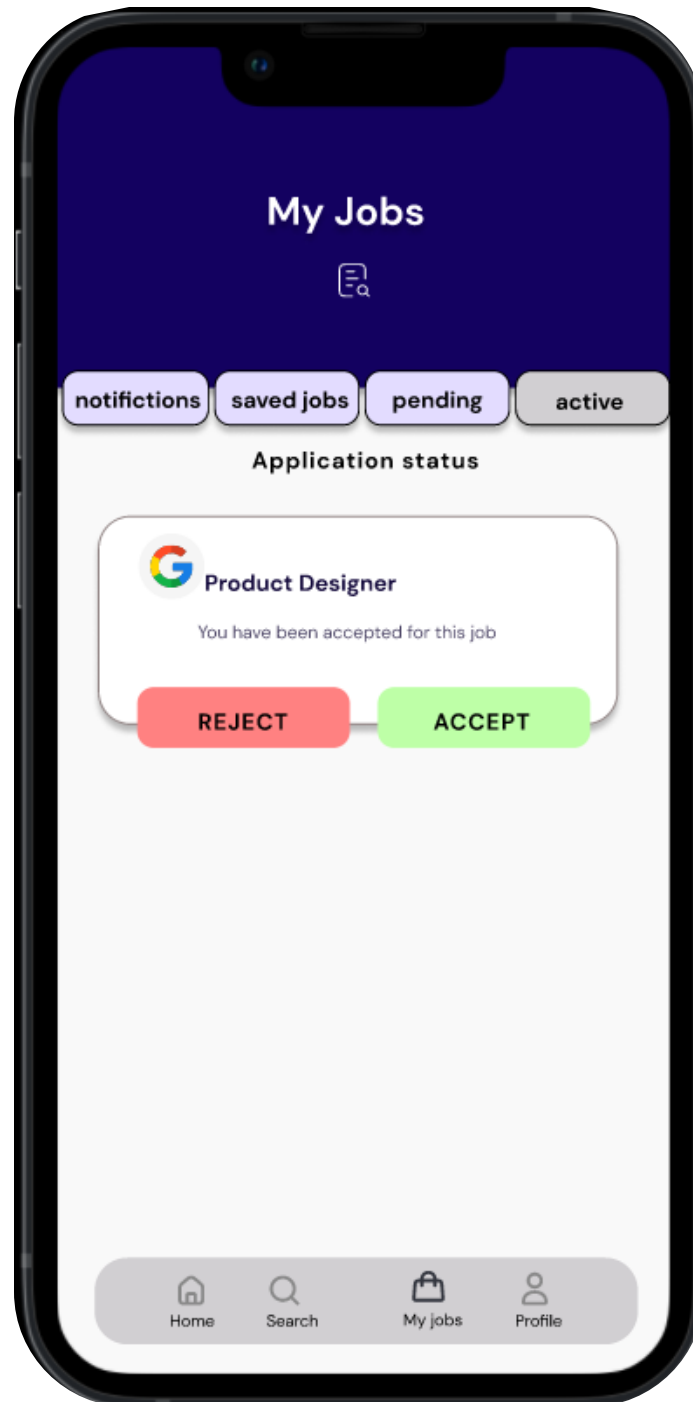 My Jobs
notifictions saved jobs pending active
Application status
Product Designer
You have been accepted for this job
REJECT ACCEPT
Home Search My jobs Profile